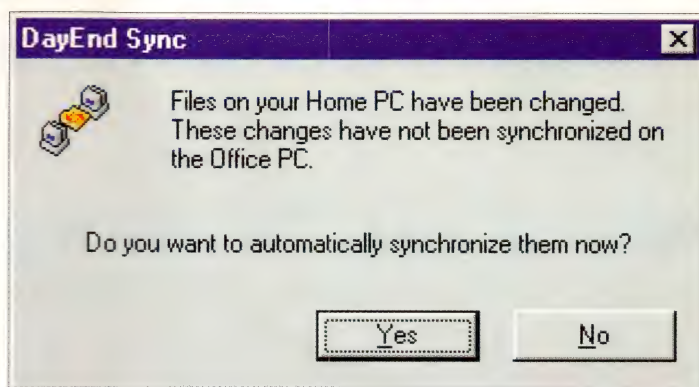 DayEnd Sync
Files on your Home PC have been changed.
These changes have not been synchronized on
the Office PC.
Do you want to automatically synchronize them now?
Yes
No